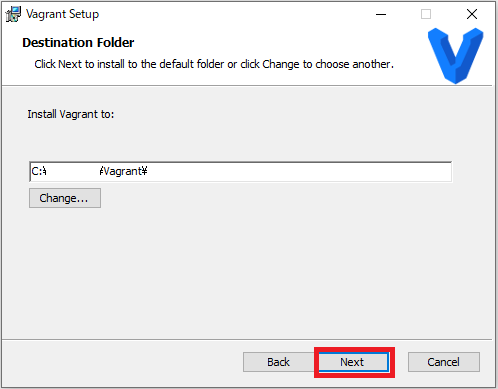 Vagrant Setup
Destination Folder
Click Next to install to the default folder or click Change to choose another.
Install Vagrant to:
C:¥ ¥Vagrant¥
Change...
Back Next Cancel